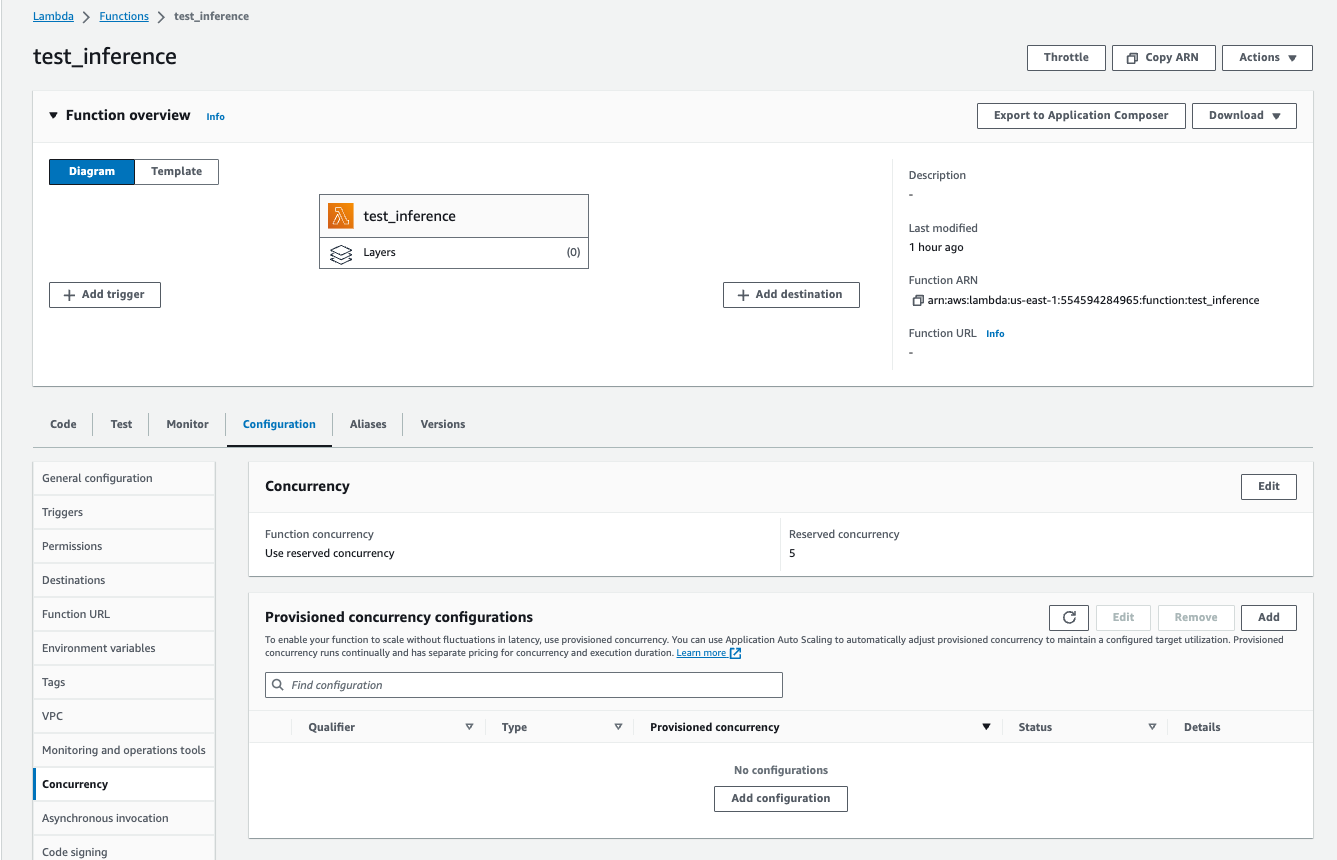 Lambda > Functions > test_inference
test_inference
Throttle
Copy ARN
Actions
Function overview Info
Export to Application Composer
Download
Diagram
Template
test_inference
Layers (0)
Add trigger
Add destination
Description
-
Last modified
1 hour ago
Function ARN
arn:aws:lambda:us-east-1:554594284965:function:test_inference
Function URL Info
-
Code
Test
Monitor
Configuration
Aliases
Versions
General configuration
Triggers
Permissions
Destinations
Function URL
Environment variables
Tags
VPC
Monitoring and operations tools
Concurrency
Asynchronous invocation
Code signing
Concurrency
Edit
Function concurrency
Use reserved concurrency
Reserved concurrency
5
Provisioned concurrency configurations
Edit
Remove
Add
To enable your function to scale without fluctuations in latency, use provisioned concurrency. You can use Application Auto Scaling to automatically adjust provisioned concurrency to maintain a configured target utilization. Provisioned
concurrency runs continually and has separate pricing for concurrency and execution duration. Learn more
Find configuration
Qualifier
Type
Provisioned concurrency
Status
Details
No configurations
Add configuration